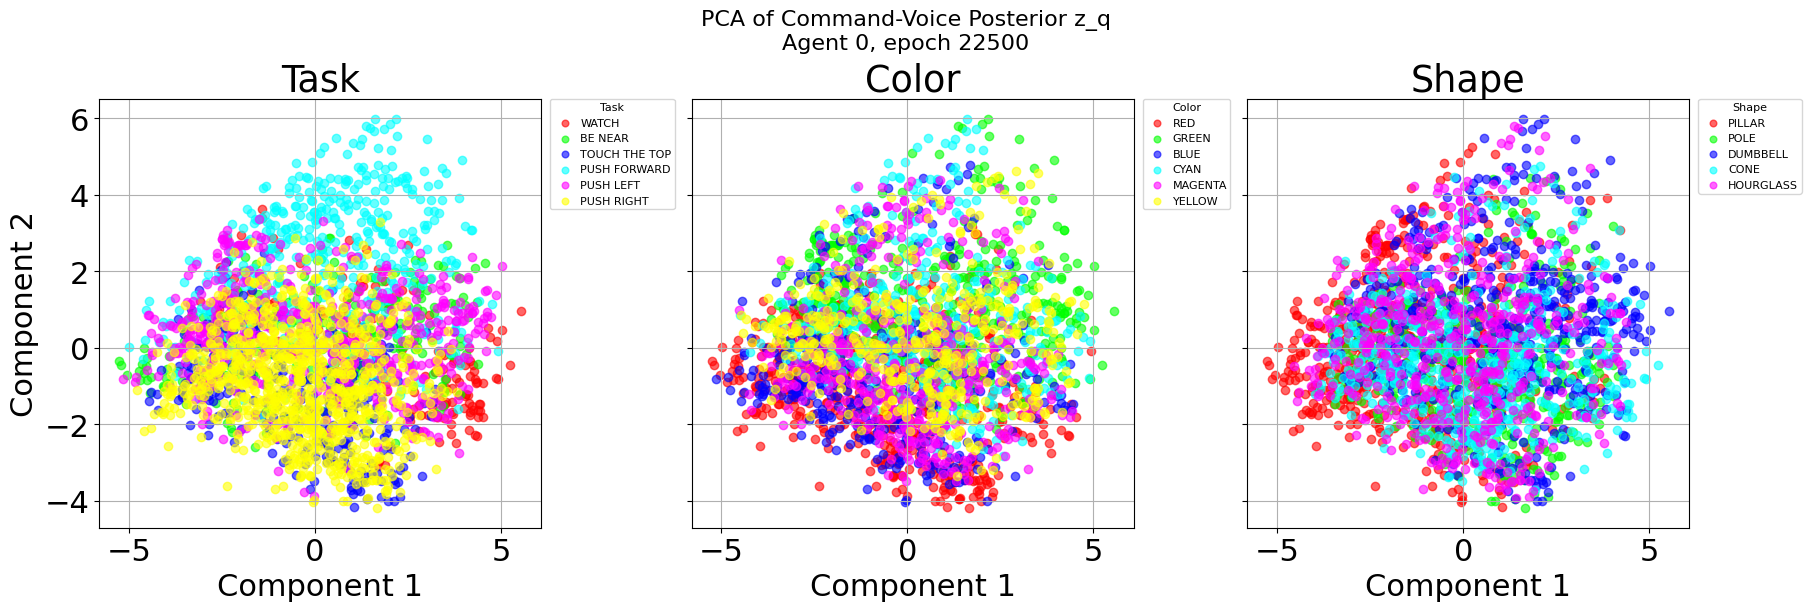 PCA of Command-Voice Posterior z_q
Agent 0, epoch 22500
Task
Color
Shape
Task
WATCH
BE NEAR
TOUCH THE TOP
PUSH FORWARD
PUSH LEFT
PUSH RIGHT
Color
RED
GREEN
BLUE
CYAN
MAGENTA
YELLOW
Shape
PILLAR
POLE
DUMBBELL
CONE
HOURGLASS
Component 2
6
4
2
0
−2
−4
−5 0 5
−5 0 5
−5 0 5
Component 1
Component 1
Component 1